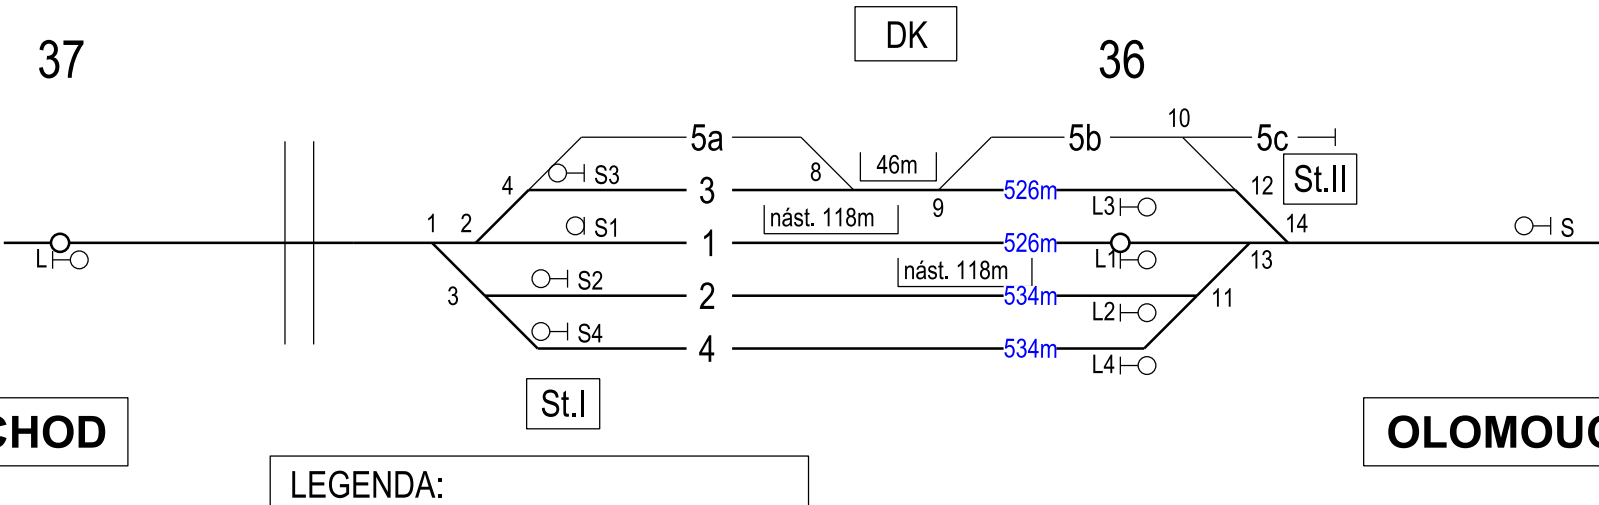 DK
37
36
10
5a
5b
5c
8
46m
4
S3
3
526m
12
St.II
9
L3
1
2
S1
nást. 118m
14
S
1
526m
L
L1
13
S2
nást. 118m
3
2
534m
11
L2
S4
4
534m
L4
St.I
CHOD
OLOMOUC
LEGENDA: